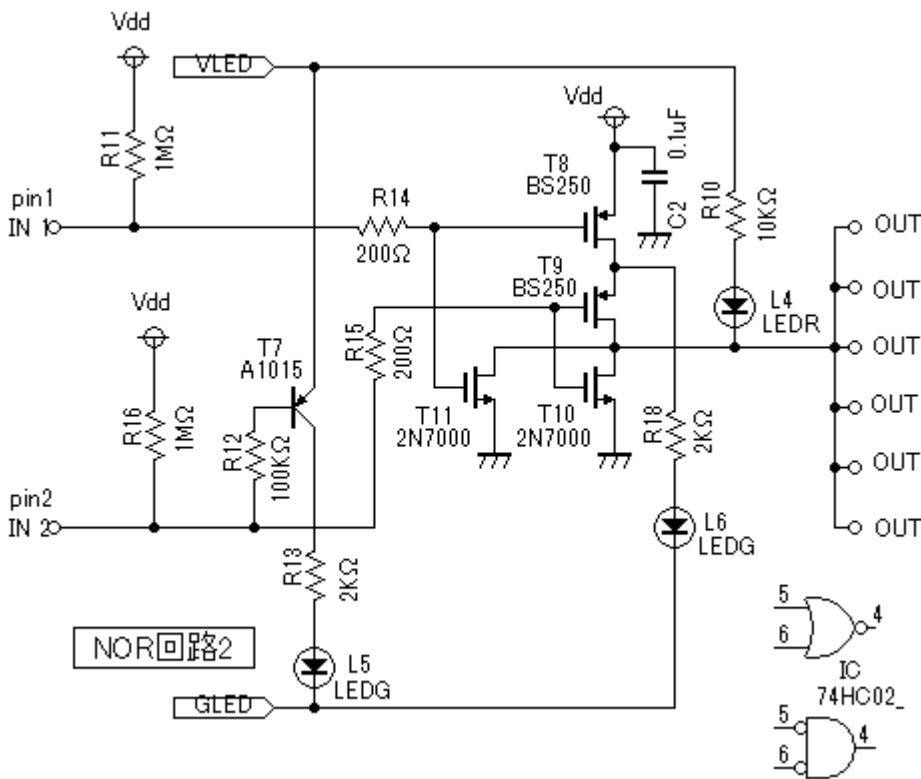 Vdd
VLED
Vdd
R11
1MΩ
T8
BS250
0.1uF
C2
R10
10KΩ
pin1
IN 1
R14
200Ω
OUT
Vdd
T9
BS250
OUT
L4
LEDR
T7
A1015
R15
200Ω
OUT
R16
1MΩ
R12
100KΩ
T11
2N7000
T10
2N7000
R18
2KΩ
OUT
OUT
pin2
IN 2
L6
LEDG
OUT
R13
2KΩ
NOR回路2
L5
LEDG
GLED
5
6
4
IC
74HC02_
5
6
4